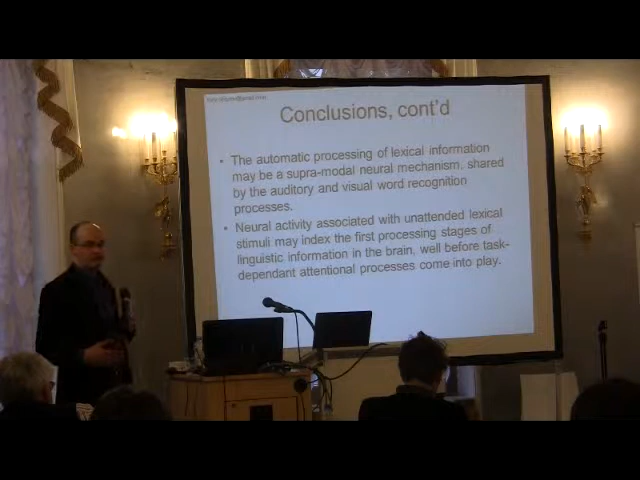 Conclusions, cont'd
• The automatic processing of lexical information
may be a supra-modal neural mechanism, shared
by the auditory and visual word recognition
processes.
• Neural activity associated with unattended lexical
stimuli may index the first processing stages of
linguistic information in the brain, well before task-
dependant attentional processes come into play.